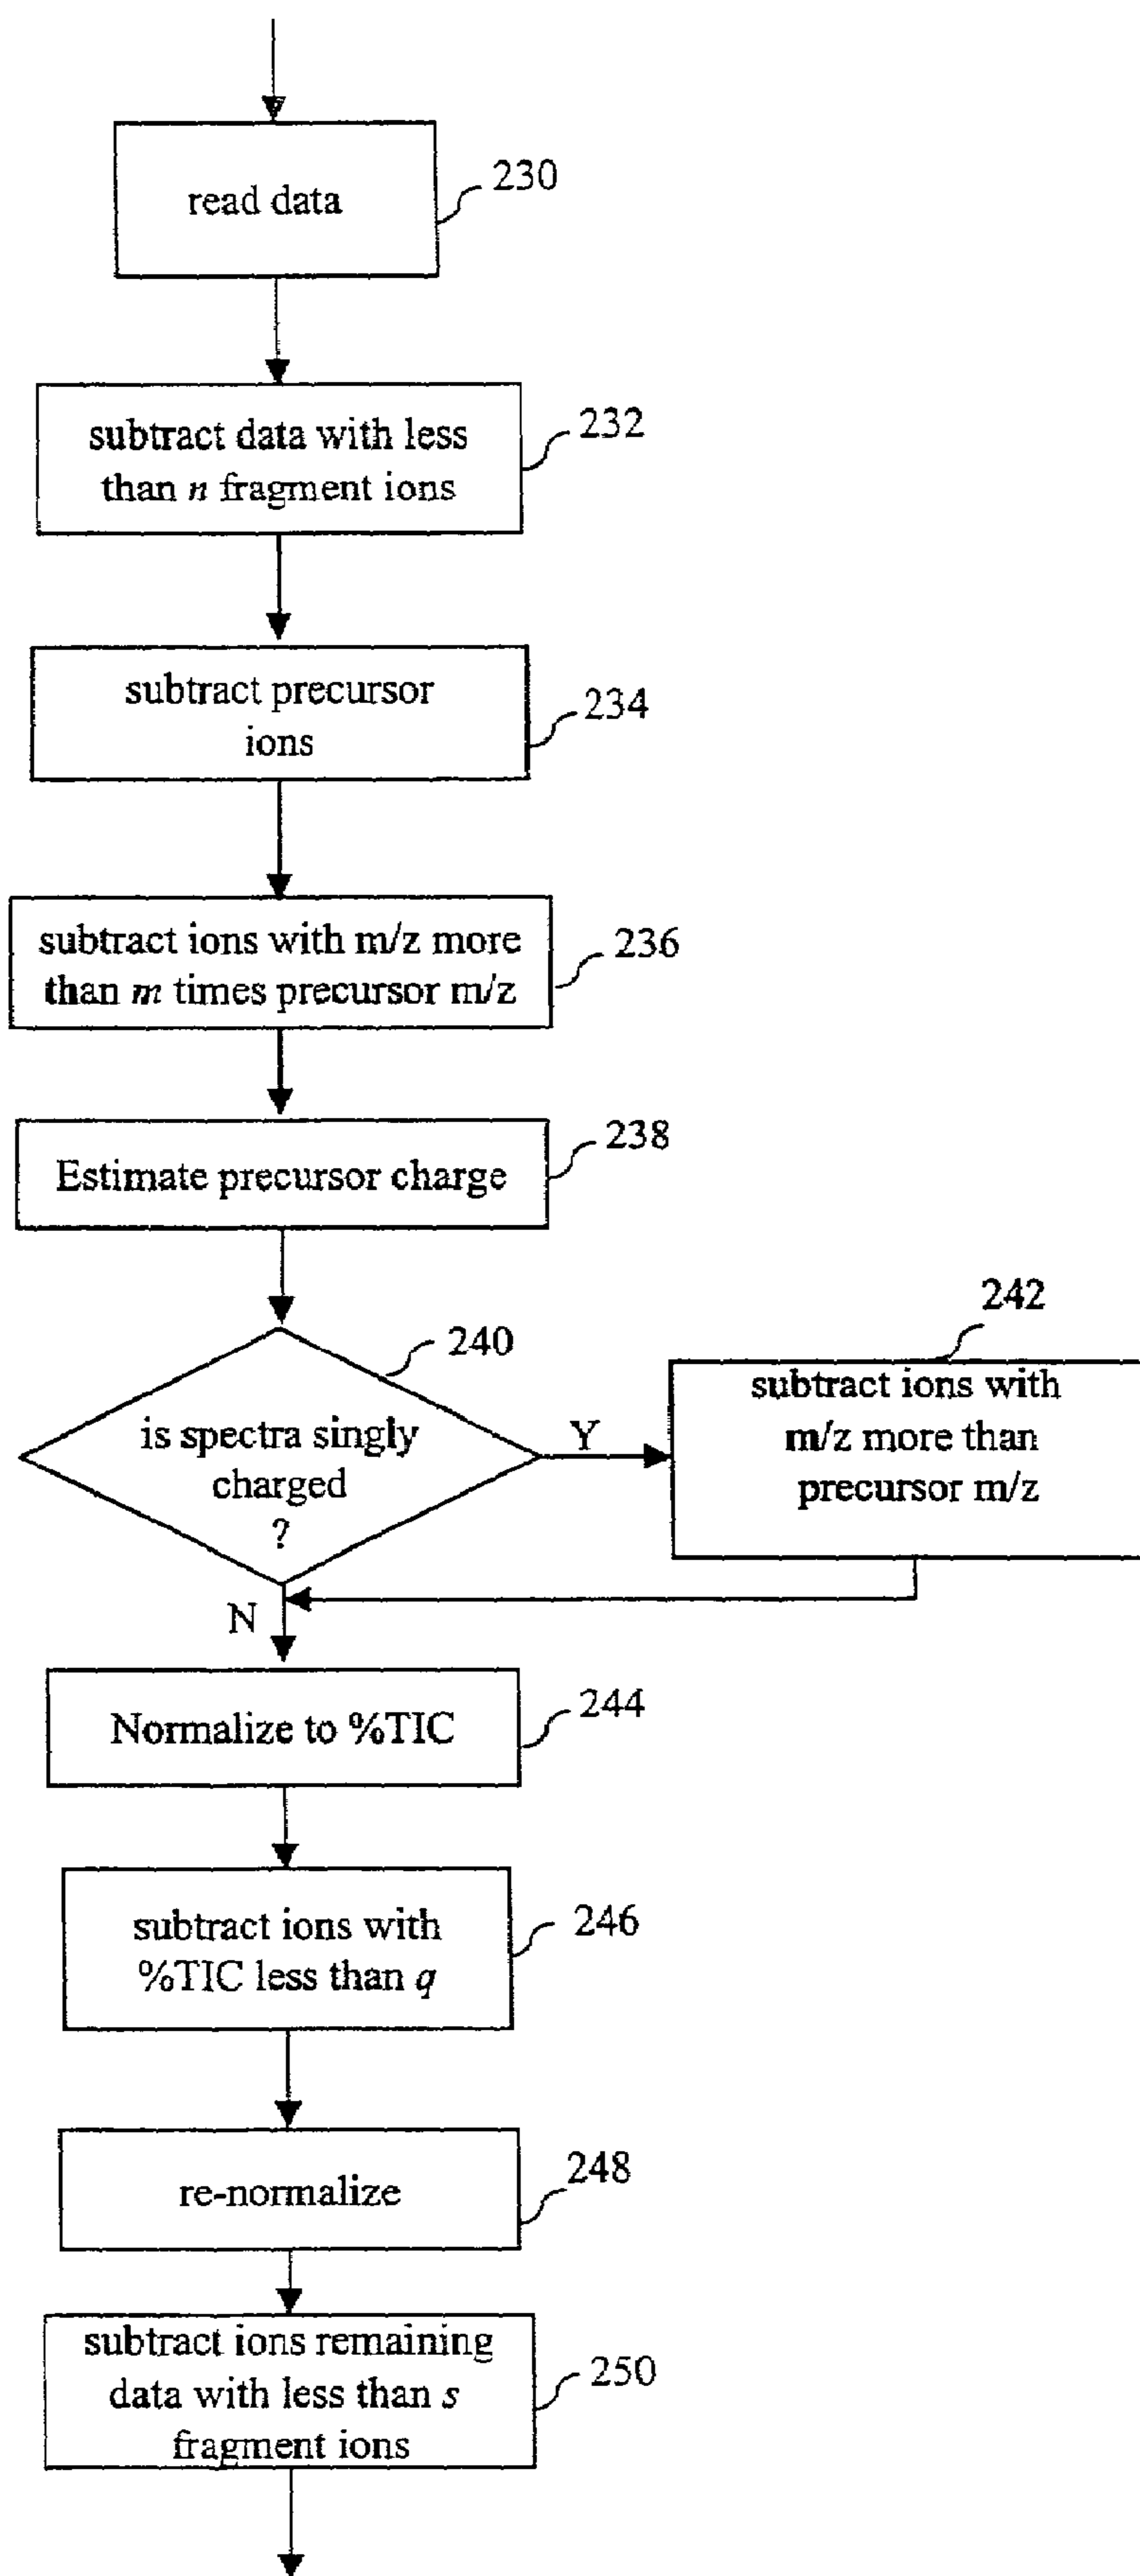 read data
230
subtract data with less
than n fragment ions
232
subtract precursor
ions
234
subtract ions with m/z more
than m times precursor m/z
236
Estimate precursor charge
238
240
is spectra singly
charged
?
Y
242
subtract ions with
m/z more than
precursor m/z
N
Normalize to %TIC
244
subtract ions with
%TIC less than q
246
re-normalize
248
subtract ions remaining
data with less than s
fragment ions
250